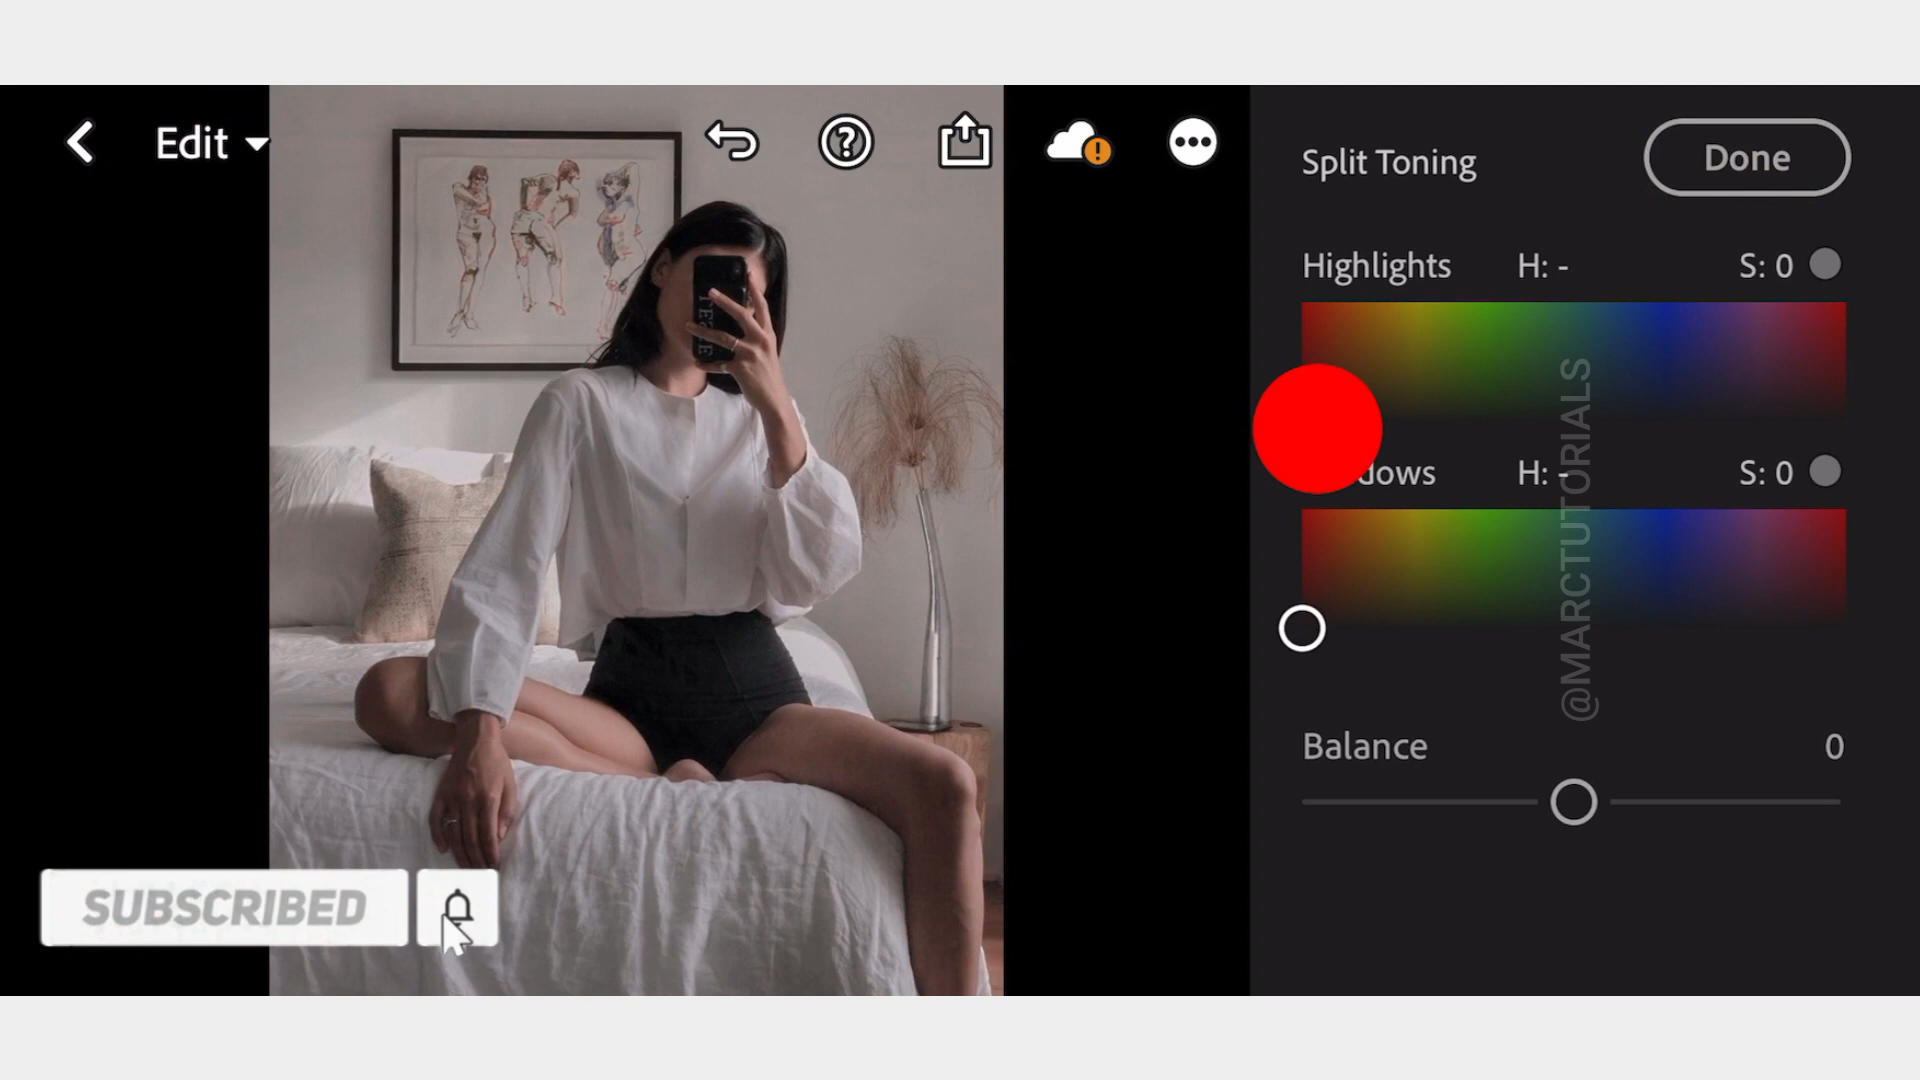 Edit
Split Toning
Done
Highlights H: - S: 0
dows H: - S: 0
@MARCTUTORIALS
Balance 0
SUBSCRIBED